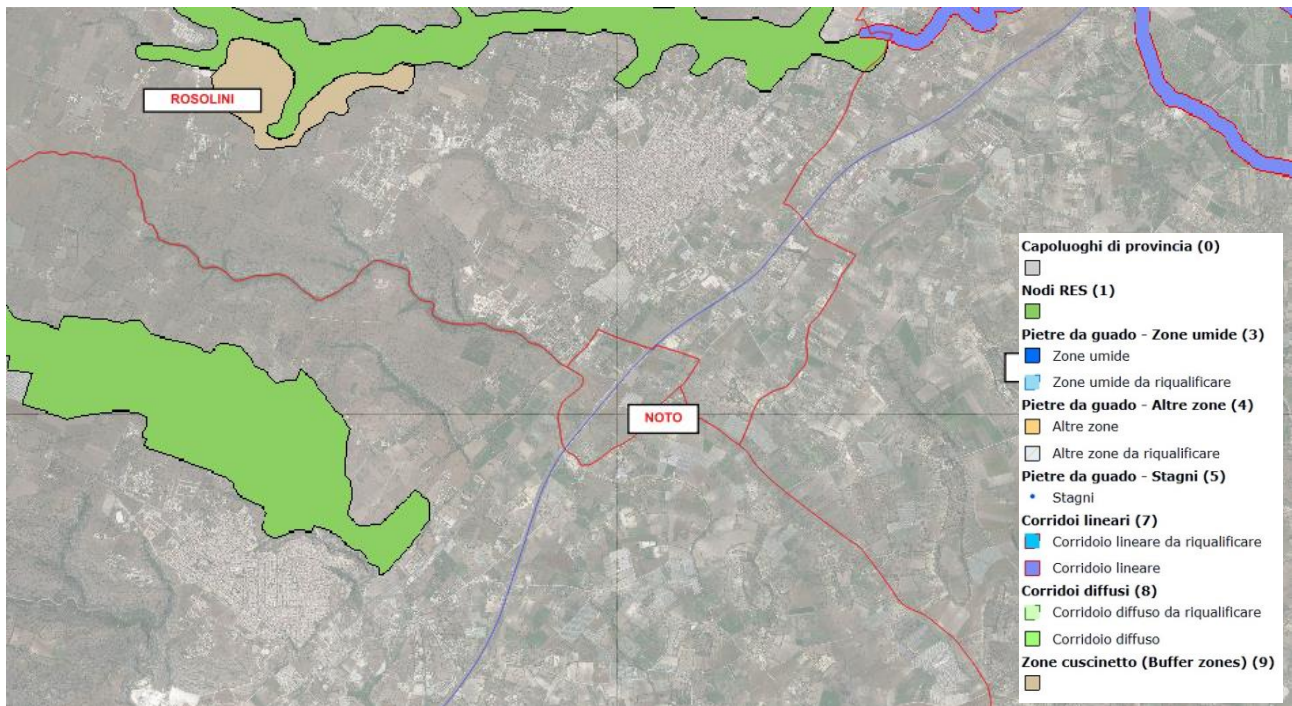 ROSOLINI
NOTO
Capoluoghi di provincia (0)
Nodi RES (1)
Pietre da guado - Zone umide (3)
Zone umide
Zone umide da riqualificare
Pietre da guado - Altre zone (4)
Altre zone
Altre zone da riqualificare
Pietre da guado - Stagni (5)
Stagni
Corridoi lineari (7)
Corridoio lineare da riqualificare
Corridoio lineare
Corridoi diffusi (8)
Corridoio diffuso da riqualificare
Corridoio diffuso
Zone cuscinetto (Buffer zones) (9)